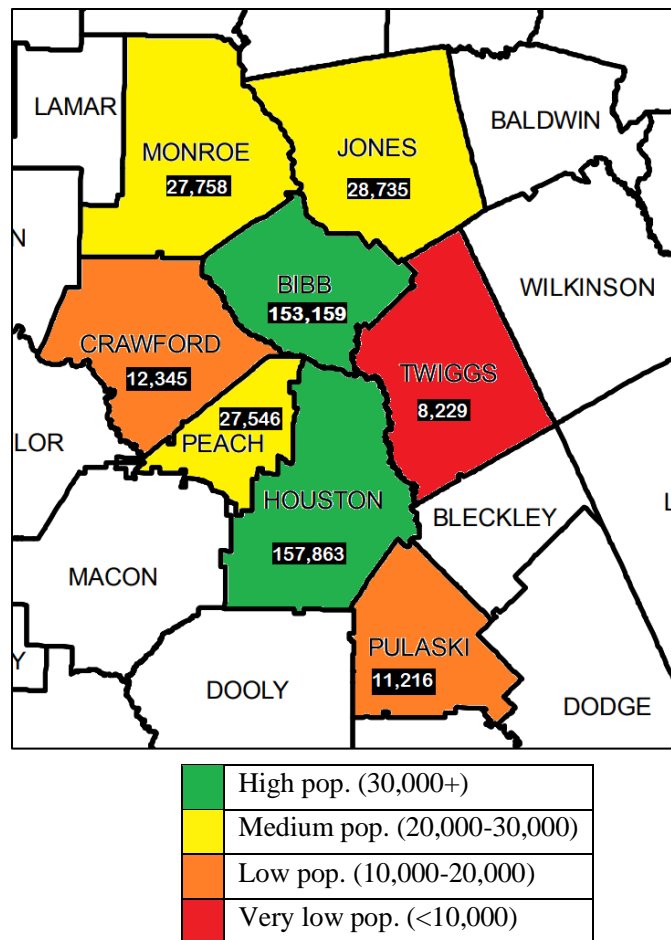 LAMAR
MONROE
27,758
JONES
28,735
BALDWIN
N
BIBB
153,159
WILKINSON
CRAWFORD
12,345
TWIGGS
8,229
27,546
PEACH
LOR
HOUSTON
157,863
BLECKLEY
L
MACON
PULASKI
11,216
Y
DOOLY
DODGE
High pop. (30,000+)
Medium pop. (20,000-30,000)
Low pop. (10,000-20,000)
Very low pop. (<10,000)